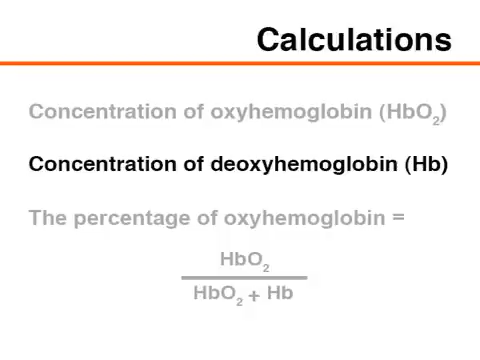 Calculations
Concentration of oxyhemoglobin (HbO₂)
Concentration of deoxyhemoglobin (Hb)
The percentage of oxyhemoglobin =
HbO₂
HbO₂ + Hb